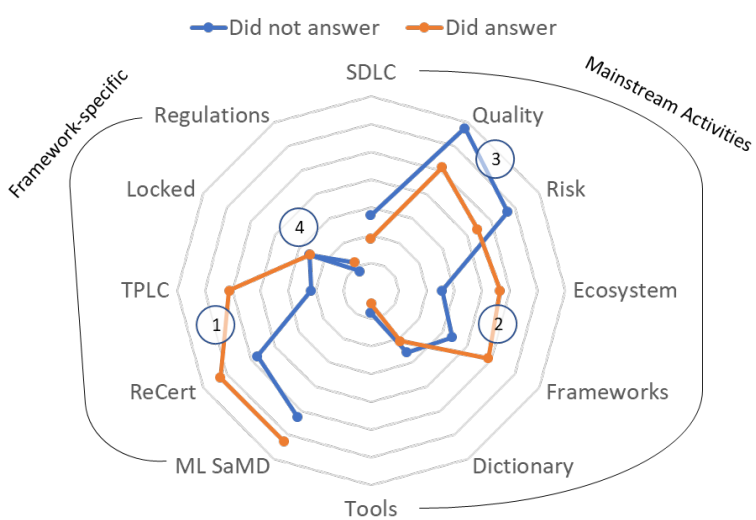 Did not answer
Did answer
Framework-specific
Mainstream Activities
SDLC
Regulations
Quality
3
Locked
Risk
4
TPLC
Ecosystem
1
2
ReCert
Frameworks
ML SaMD
Dictionary
Tools